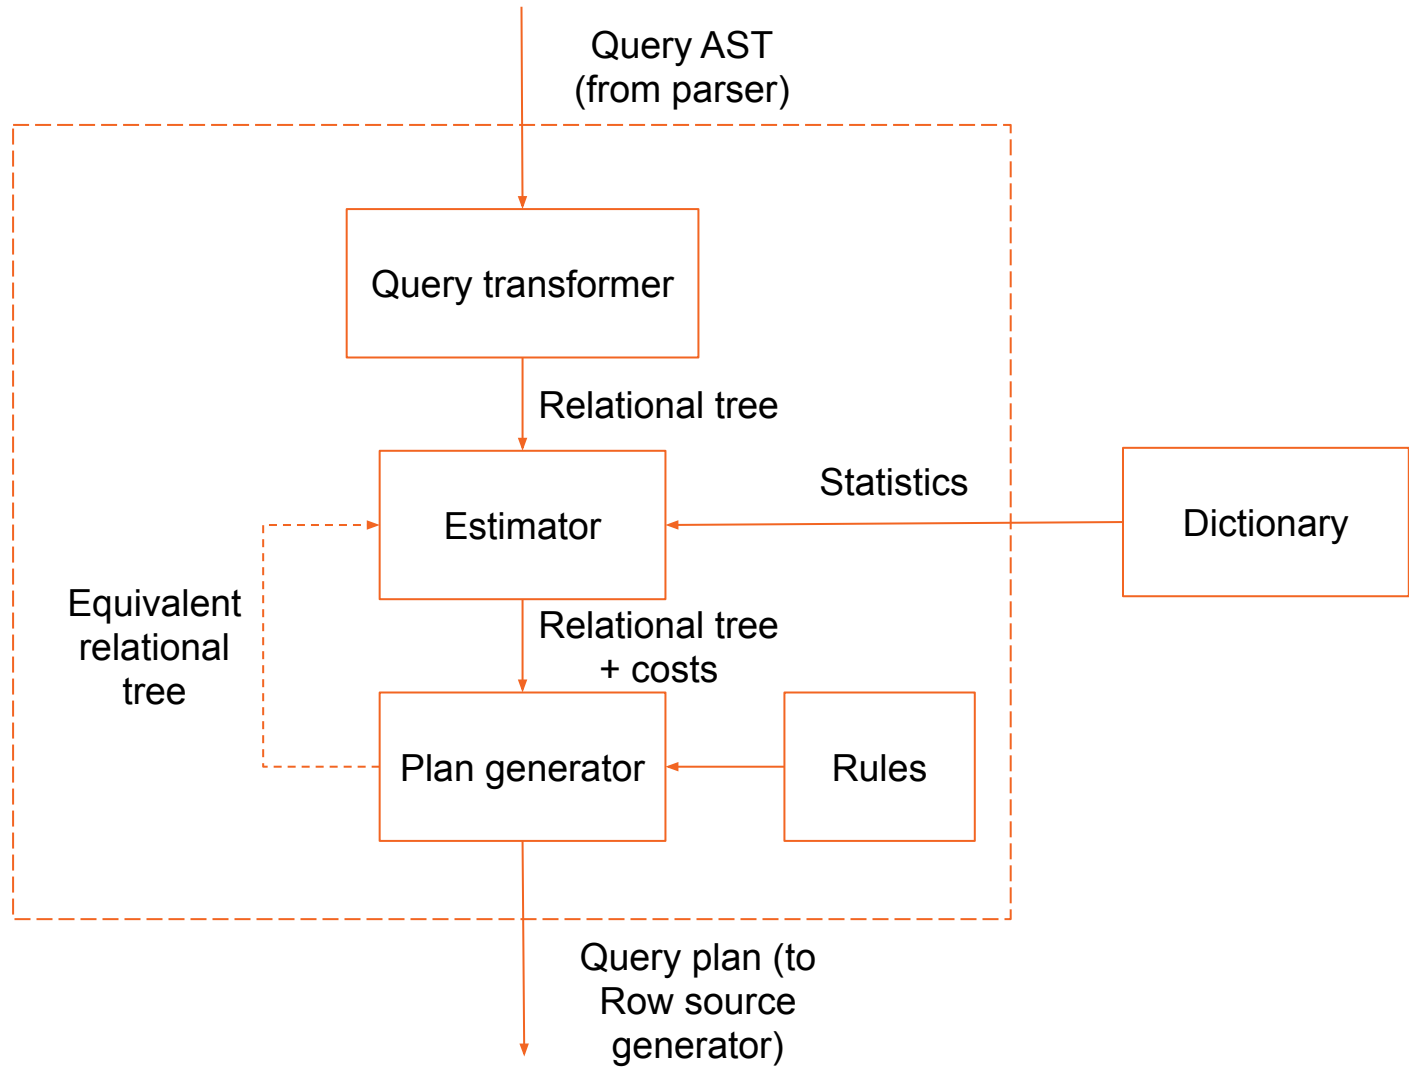 Query AST
(from parser)
Query transformer
Relational tree
Statistics
Estimator
Dictionary
Equivalent
relational
tree
Relational tree
+ costs
Plan generator
Rules
Query plan (to
Row source
generator)